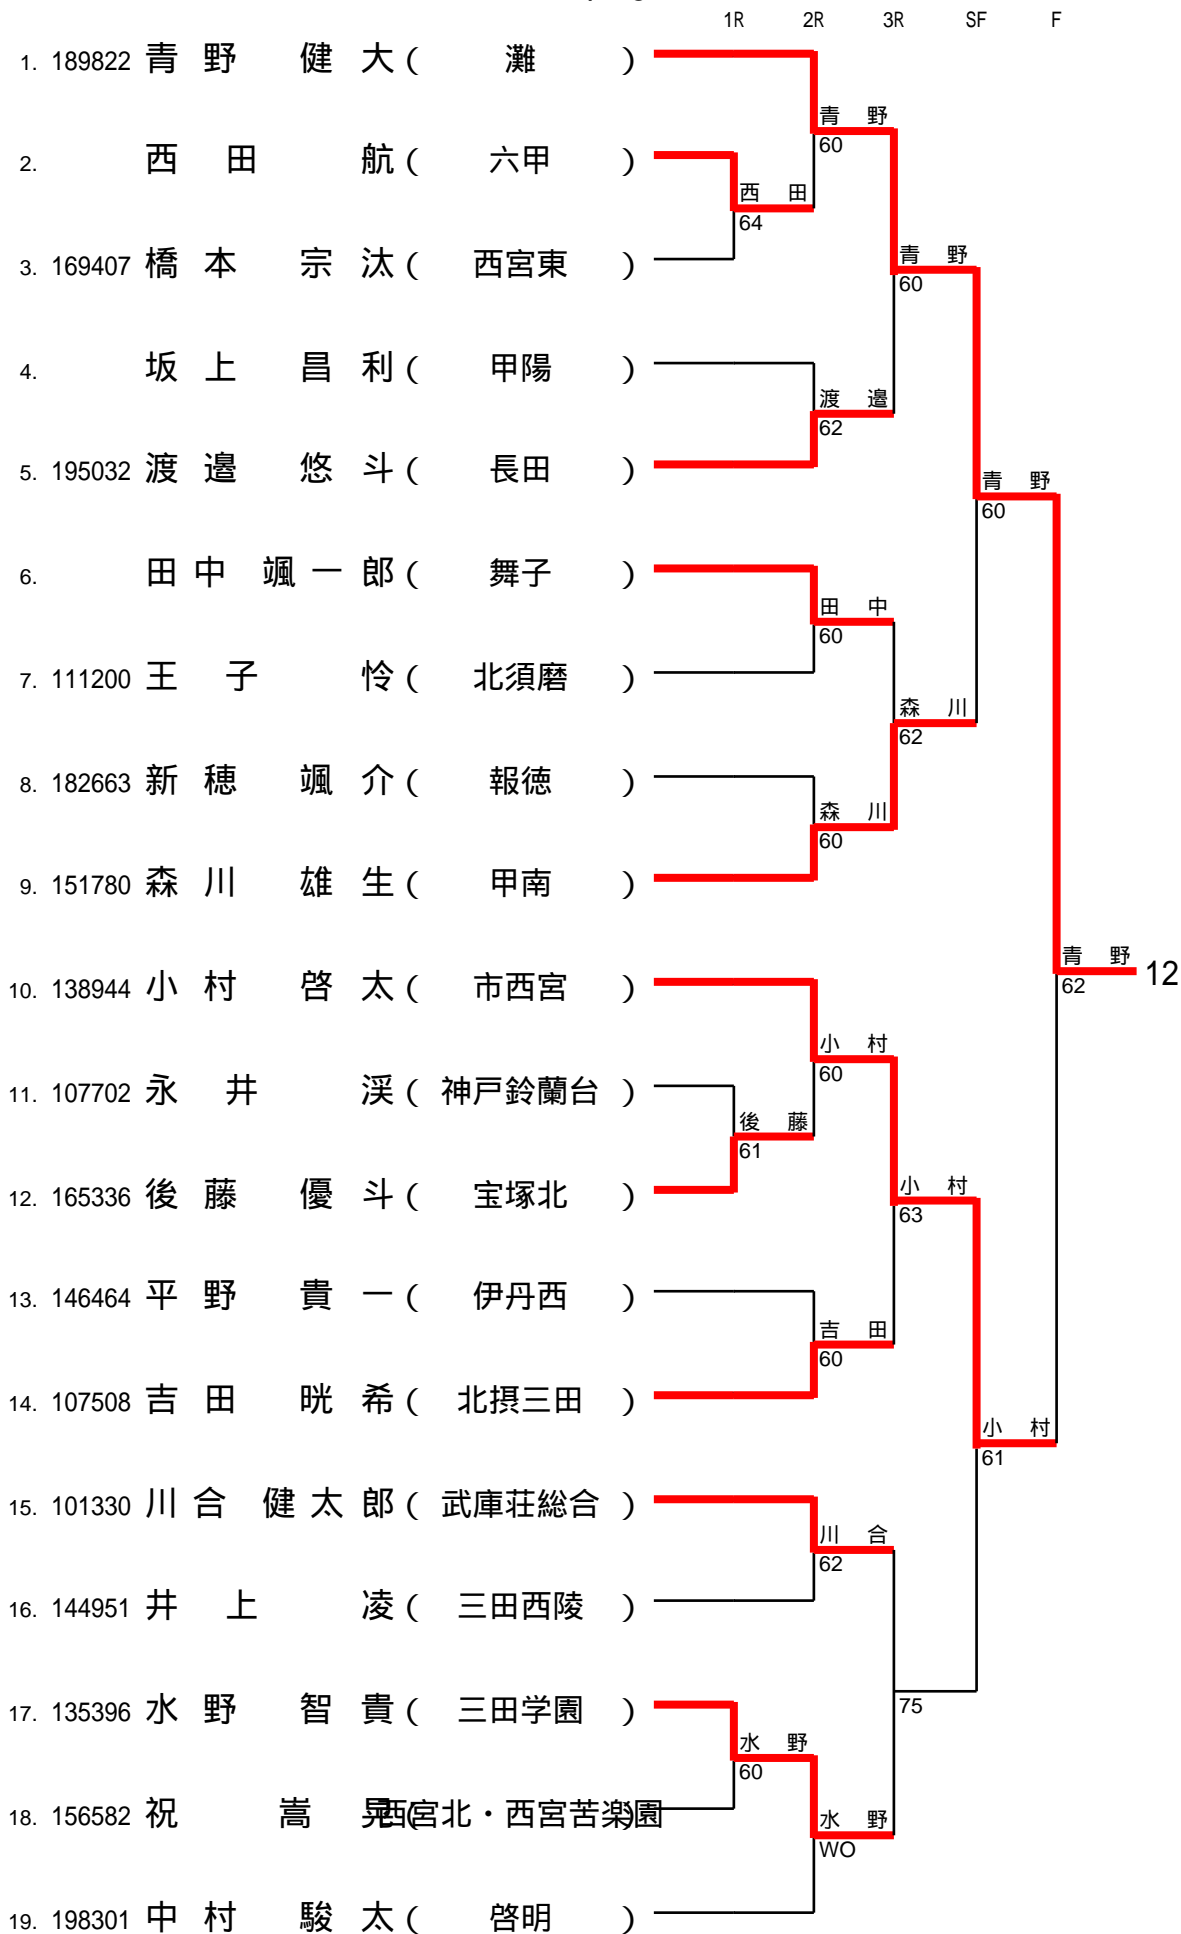 1R 2R 3R SF F
1. 189822 青野 健大 ( 灘 )
青野
60
2. 西田 航 ( 六甲 )
西田
64
3. 169407 橋本 宗汰 ( 西宮東 )
青野
60
4. 坂上 昌利 ( 甲陽 )
渡邉
62
5. 195032 渡邉 悠斗 ( 長田 )
青野
60
6. 田中 颯一郎 ( 舞子 )
田中
60
7. 111200 王子 怜 ( 北須磨 )
森川
62
8. 182663 新穂 颯介 ( 報徳 )
森川
60
9. 151780 森川 雄生 ( 甲南 )
青野 12
62
10. 138944 小村 啓太 ( 市西宮 )
小村
60
11. 107702 永井 渓 ( 神戸鈴蘭台 )
後藤
61
12. 165336 後藤 優斗 ( 宝塚北 )
小村
63
13. 146464 平野 貴一 ( 伊丹西 )
吉田
60
14. 107508 吉田 晄希 ( 北摂三田 )
小村
61
15. 101330 川合 健太郎 ( 武庫荘総合 )
川合
62
16. 144951 井上 凌 ( 三田西陵 )
17. 135396 水野 智貴 ( 三田学園 )
75
水野
60
18. 156582 祝 嵩晃 ( 西宮北・西宮苦楽園 )
水野
WO
19. 198301 中村 駿太 ( 啓明 )